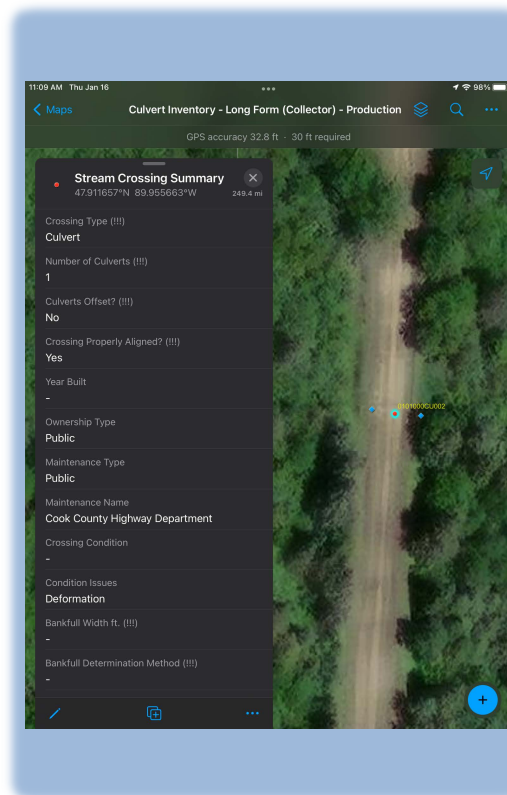 11:09 AM Thu Jan 16
98%
Maps
Culvert Inventory - Long Form (Collector) - Production
GPS accuracy 32.8 ft · 30 ft required
Stream Crossing Summary
47.911657°N 89.955663°W
249.4 mi
Crossing Type (!!!)
Culvert
Number of Culverts (!!!)
1
Culverts Offset? (!!!)
No
Crossing Properly Aligned? (!!!)
Yes
Year Built
-
Ownership Type
Public
Maintenance Type
Public
Maintenance Name
Cook County Highway Department
Crossing Condition
-
Condition Issues
Deformation
Bankfull Width ft. (!!!)
-
Bankfull Determination Method (!!!)
-